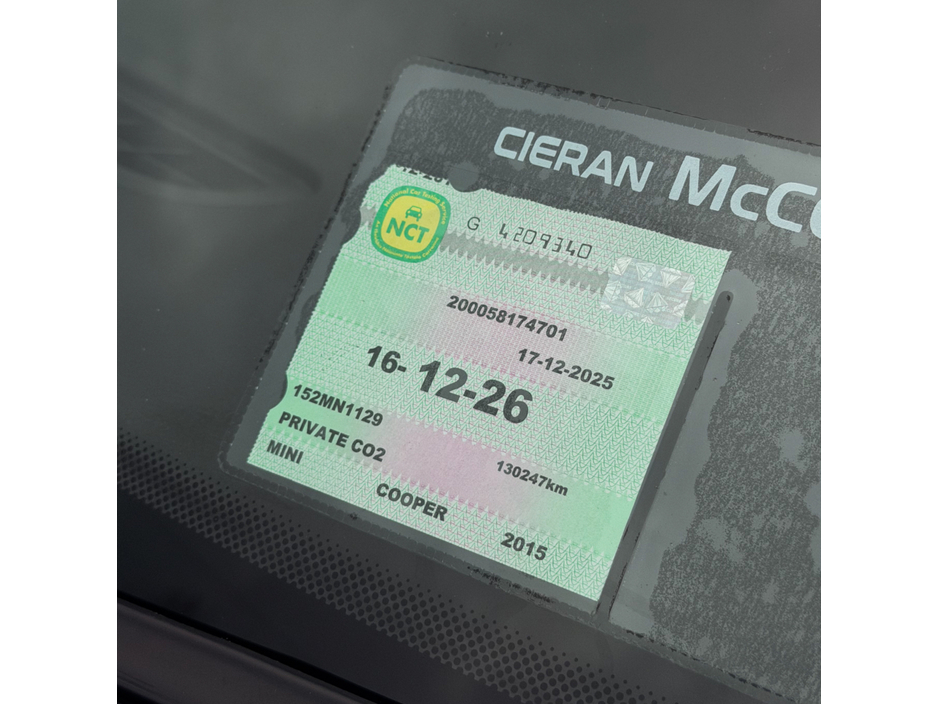 CIERAN McC
NCT
G 4209340
200058174701
17-12-2025
16-12-26
152MN1129
PRIVATE CO2
130247km
MINI
COOPER
2015